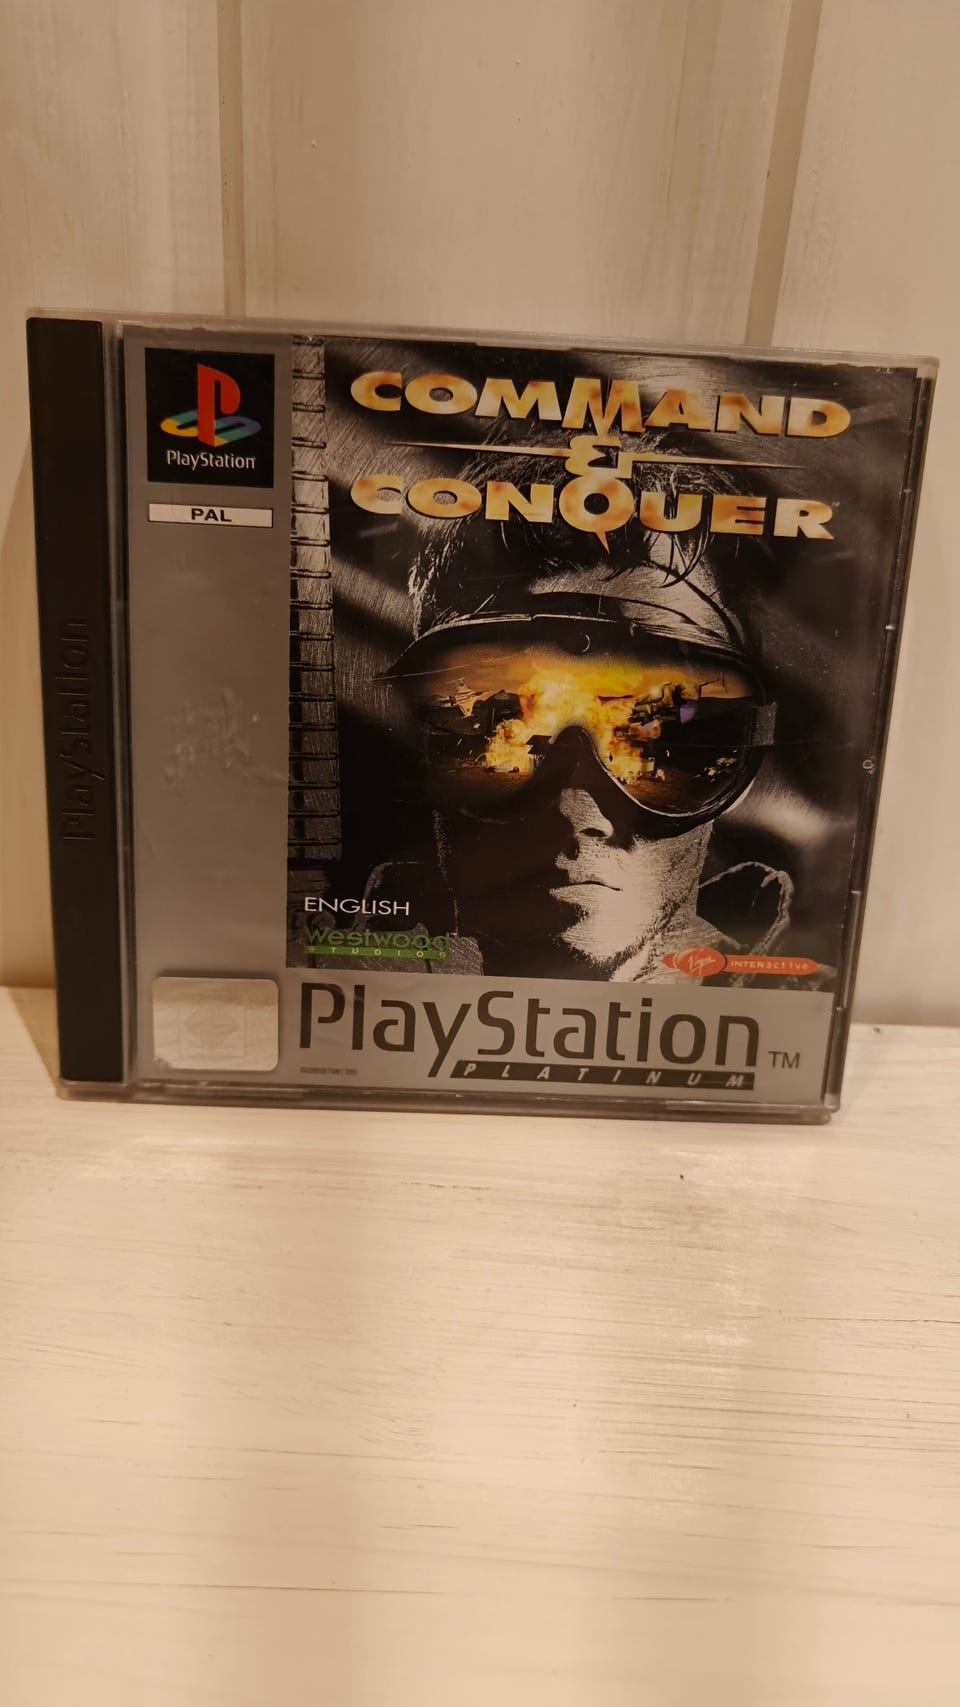 PlayStation
PlayStation
PAL
COMMAND
&
CONQUER
ENGLISH
Westwood
STUDIOS
Virgin INTERactive
PlayStation TM
PLATINUM